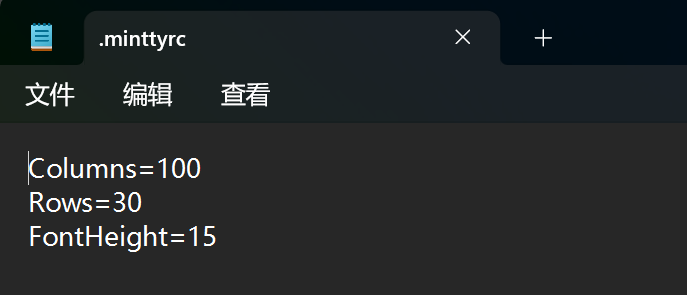 .minttyrc
文件 编辑 查看
Columns=100
Rows=30
FontHeight=15